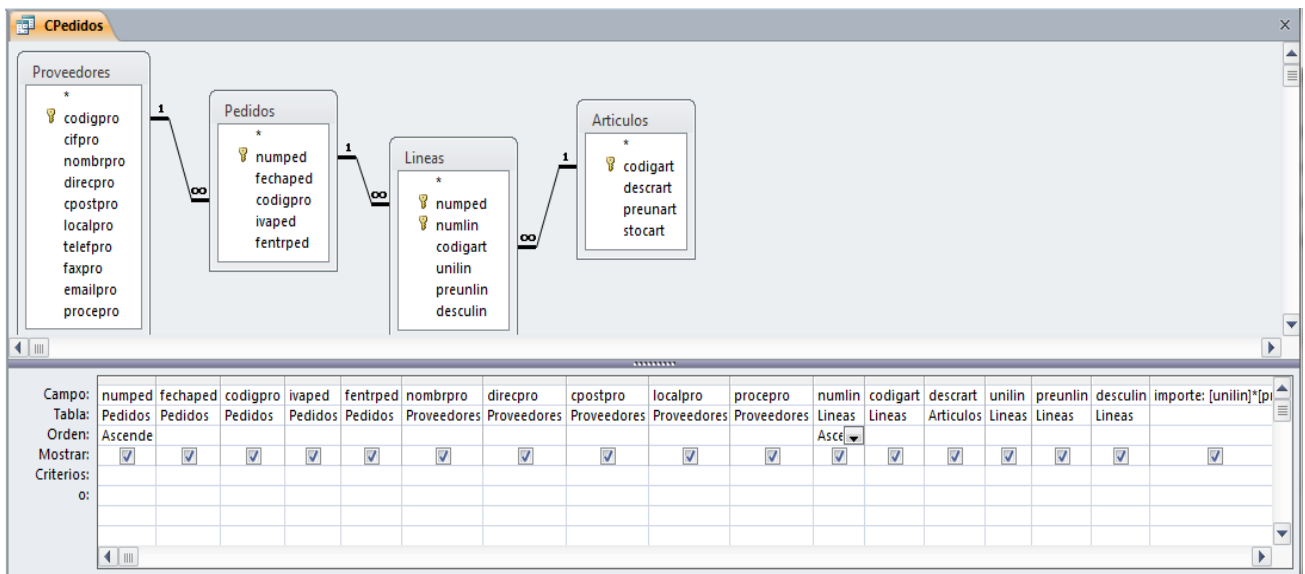 CPedidos
Proveedores
*
codigpro
cifpro
nombrpro
direcpro
cpostpro
localpro
telefpro
faxpro
emailpro
procepro
1
∞
Pedidos
*
numped
fechaped
codigpro
ivaped
fentrped
1
∞
Lineas
*
numped
numlin
codigart
unilin
preunlin
desculin
∞
1
Articulos
*
codigart
descrart
preunart
stocart
Campo: numped fechaped codigpro ivaped fentrped nombrpro direcpro cpostpro localpro procepro numlin codigart descrart unilin preunlin desculin importe: [unilin]*[pr
Tabla: Pedidos Pedidos Pedidos Pedidos Pedidos Proveedores Proveedores Proveedores Proveedores Proveedores Lineas Lineas Articulos Lineas Lineas Lineas
Orden: Ascende Asce
Mostrar:
Criterios:
o: